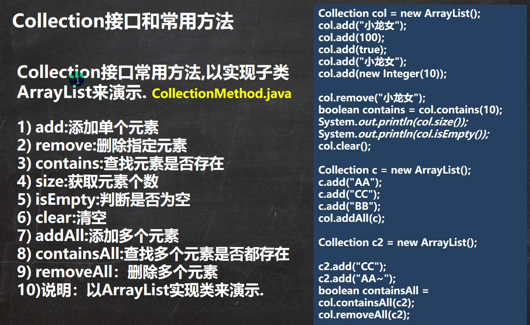 Collection接口和常用方法
Collection接口常用方法,以实现子类
ArrayList来演示. CollectionMethod.java
1) add:添加单个元素
2) remove:删除指定元素
3) contains:查找元素是否存在
4) size:获取元素个数
5) isEmpty:判断是否为空
6) clear:清空
7) addAll:添加多个元素
8) containsAll:查找多个元素是否都存在
9) removeAll：删除多个元素
10)说明：以ArrayList实现类来演示.
Collection col = new ArrayList();
col.add("小龙女");
col.add(100);
col.add(true);
col.add("小龙女");
col.add(new Integer(10));
col.remove("小龙女");
boolean contains = col.contains(10);
System.out.println(col.size());
System.out.println(col.isEmpty());
col.clear();
Collection c = new ArrayList();
c.add("AA");
c.add("CC");
c.add("BB");
col.addAll(c);
Collection c2 = new ArrayList();
c2.add("CC");
c2.add("AA~");
boolean containsAll =
col.containsAll(c2);
col.removeAll(c2);